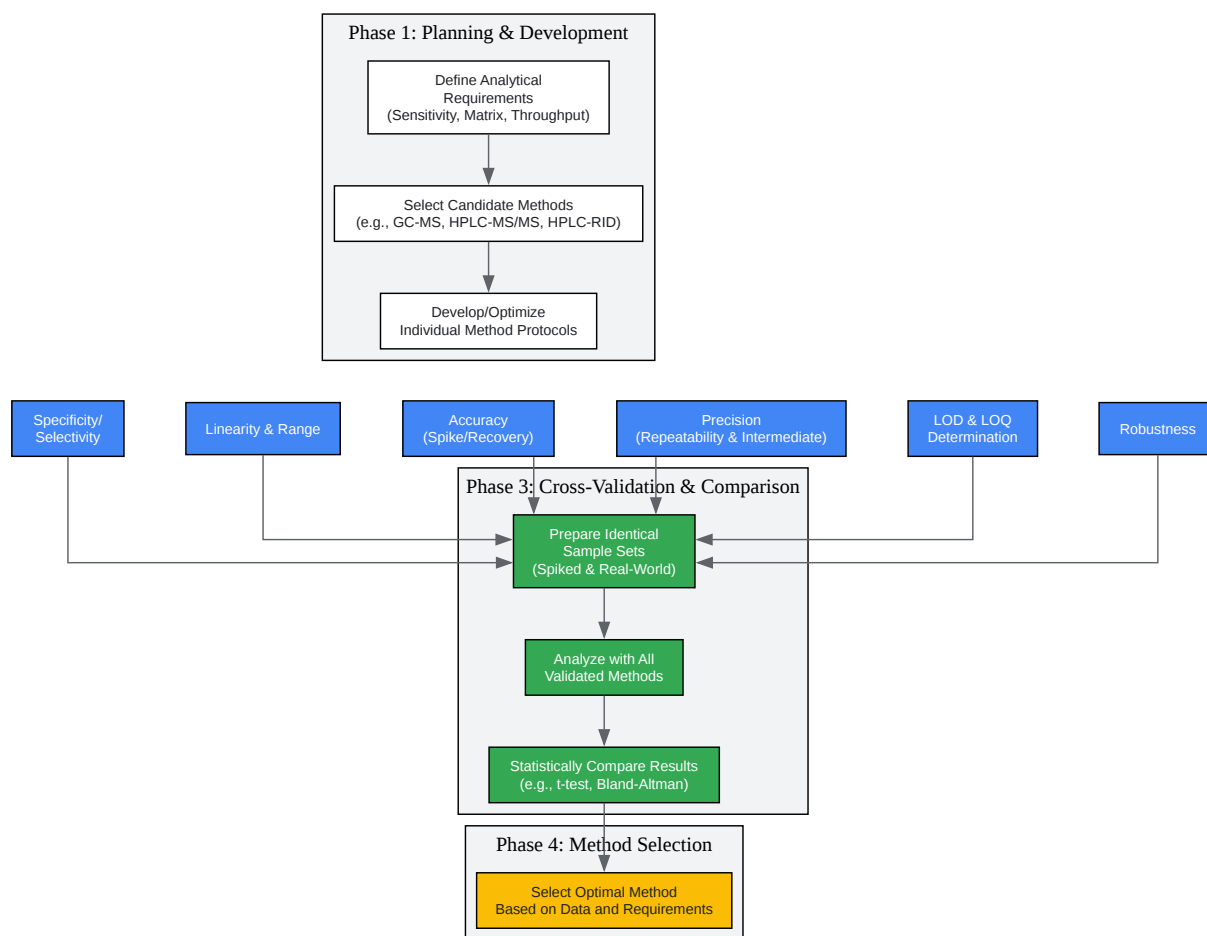 Phase 1: Planning & Development
Define Analytical
Requirements
(Sensitivity, Matrix, Throughput)
Select Candidate Methods
(e.g., GC-MS, HPLC-MS/MS, HPLC-RID)
Develop/Optimize
Individual Method Protocols
Specificity/
Selectivity
Linearity & Range
Accuracy
(Spike/Recovery)
Precision
(Repeatability & Intermediate)
LOD & LOQ
Determination
Robustness
Phase 3: Cross-Validation & Comparison
Prepare Identical
Sample Sets
(Spiked & Real-World)
Analyze with All
Validated Methods
Statistically Compare Results
(e.g., t-test, Bland-Altman)
Phase 4: Method Selection
Select Optimal Method
Based on Data and Requirements